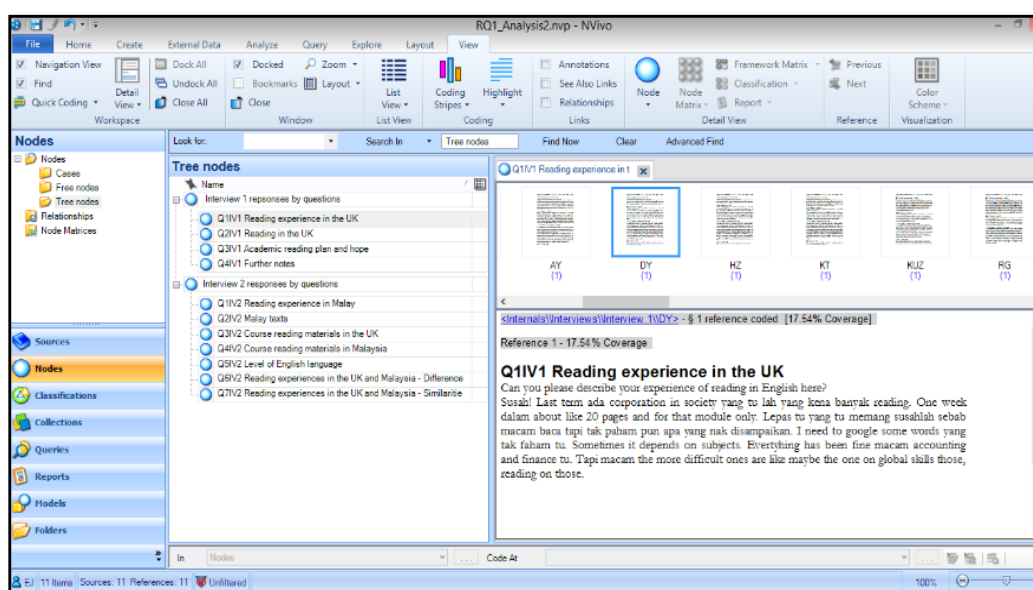 RQ1_Analysis2.nvp - NVivo
File Home Create External Data Analyze Query Explore Layout View
Navigation View
Find
Quick Coding
Detail View
Workspace
Dock All
Undock All
Close All
Docked
Bookmarks
Close
Zoom
Layout
Window
List View
List View
Coding Stripes
Highlight
Coding
Annotations
See Also Links
Relationships
Links
Node
Node Matrix
Framework Matrix
Classification
Report
Detail View
Previous
Next
Reference
Color Scheme
Visualization
Nodes
Look for:
Search In
Tree nodes
Find Now
Clear
Advanced Find
Nodes
Cases
Free nodes
Tree nodes
Relationships
Node Matrices
Sources
Nodes
Classifications
Collections
Queries
Reports
Models
Folders
Tree nodes
Name
Interview 1 reponses by questions
Q1IV1 Reading experience in the UK
Q2IV1 Reading in the UK
Q3IV1 Academic reading plan and hope
Q4IV1 Further notes
Interview 2 responses by questions
Q1IV2 Reading experience in Malay
Q2IV2 Malay texts
Q3IV2 Course reading materials in the UK
Q4IV2 Course reading materials in Malaysia
Q5IV2 Level of English language
Q6IV2 Reading experiences in the UK and Malaysia - Difference
Q7IV2 Reading experiences in the UK and Malaysia - Similaritie
Q1IV1 Reading experience in t
AY
(1)
DY
(1)
HZ
(1)
KT
(1)
KUZ
(1)
RG
(1)
<Internals\\Interviews\\Interview 1\\DY> - § 1 reference coded [17.54% Coverage]
Reference 1 - 17.54% Coverage
Q1IV1 Reading experience in the UK
Can you please describe your experience of reading in English here?
Susah! Last term ada corporation in society yang tu lah yang kena banyak reading. One week
dalam about like 20 pages and for that module only. Lepas tu yang tu memang susahlah sebab
macam baca tapi tak paham pun apa yang nak disampaikan. I need to google some words yang
tak faham tu. Sometimes it depends on subjects. Evertyhing has been fine macam accounting
and finance tu. Tapi macam the more difficult ones are like maybe the one on global skills those,
reading on those.
In
Nodes
Code At
EJ 11 Items Sources: 11 References: 11 Unfiltered
100%